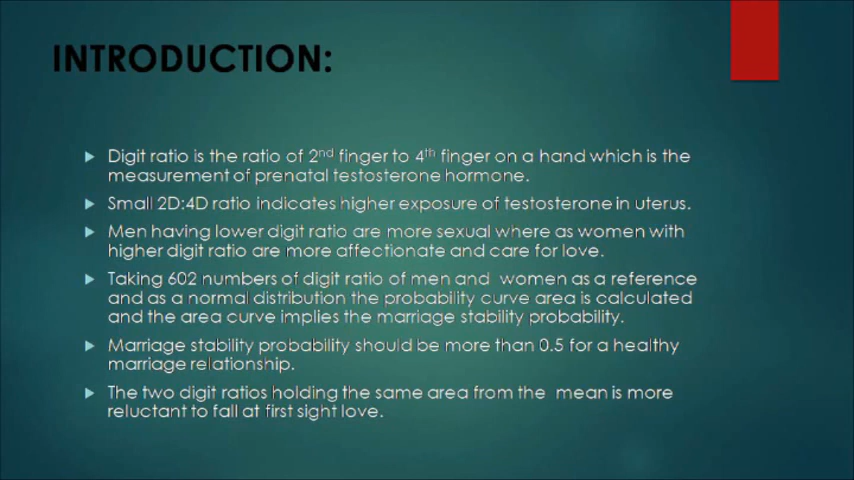 INTRODUCTION:
Digit ratio is the ratio of 2nd finger to 4th finger on a hand which is the
measurement of prenatal testosterone hormone.
Small 2D:4D ratio indicates higher exposure of testosterone in uterus.
Men having lower digit ratio are more sexual where as women with
higher digit ratio are more affectionate and care for love.
Taking 602 numbers of digit ratio of men and women as a reference
and as a normal distribution the probability curve area is calculated
and the area curve implies the marriage stability probability.
Marriage stability probability should be more than 0.5 for a healthy
marriage relationship.
The two digit ratios holding the same area from the mean is more
reluctant to fall at first sight love.